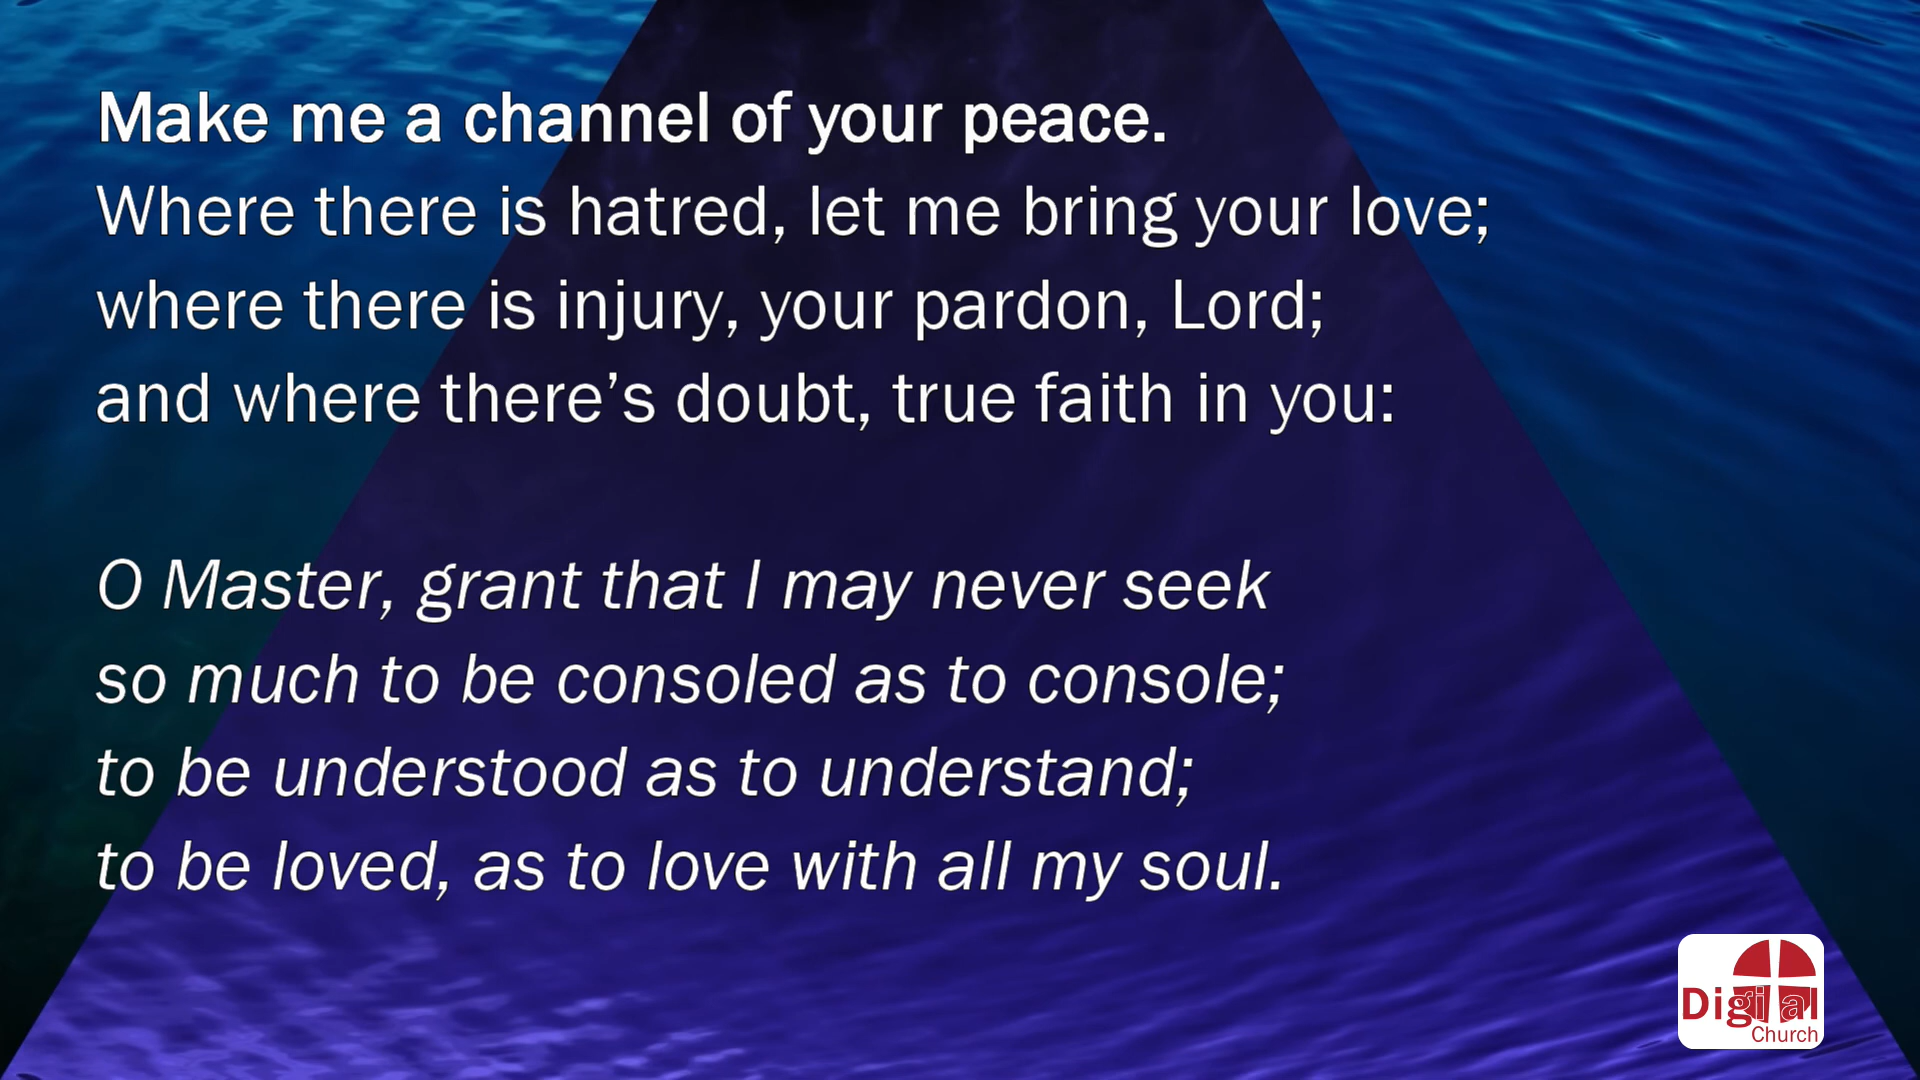 Make me a channel of your peace.
Where there is hatred, let me bring your love;
where there is injury, your pardon, Lord;
and where there’s doubt, true faith in you:
O Master, grant that I may never seek
so much to be consoled as to console;
to be understood as to understand;
to be loved, as to love with all my soul.
Digital
Church